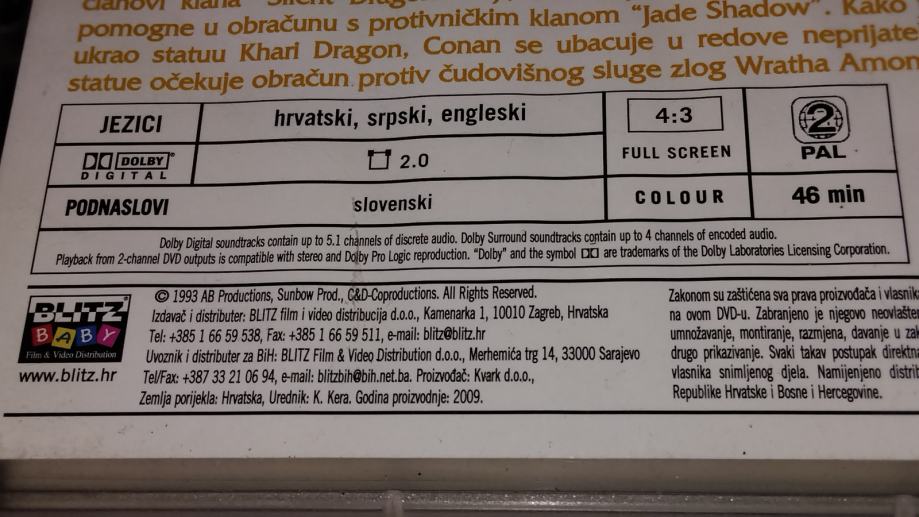 članovi klana "Silent Dragon
pomogne u obračunu s protivničkim klanom "Jade Shadow". Kako
ukrao statuu Khari Dragon, Conan se ubacuje u redove
statue očekuje obračun protiv čudovišnog sluge zlog Wratha Amon
JEZICI
hrvatski, srpski, engleski
4:3
FULL SCREEN
2
PAL
DOLBY
DIGITAL
2.0
PODNASLOVI
slovenski
COLOUR
46 min
Dolby Digital soundtracks contain up to 5.1 channels of discrete audio. Dolby Surround soundtracks contain up to 4 channels of encoded audio.
Playback from 2-channel DVD outputs is compatible with stereo and Dolby Pro Logic reproduction. "Dolby" and the symbol are trademarks of the Dolby Laboratories Licensing Corporation.
BLITZ
BABY
Film & Video Distribution
www.blitz.hr
© 1993 AB Productions, Sunbow Prod., C&D-Coproductions. All Rights Reserved.
Izdavač i distributer: BLITZ film i video distribucija d.o.o., Kamenarka 1, 10010 Zagreb, Hrvatska
Tel: +385 1 66 59 538, Fax: +385 1 66 59 511, e-mail: blitz@blitz.hr
Uvoznik i distributer za BiH: BLITZ Film & Video Distribution d.o.o., Merhemića trg 14, 33000 Sarajevo
Tel/Fax: +387 33 21 06 94, e-mail: blitzbih@bih.net.ba. Proizvođač: Kvark d.o.o.,
Zemlja porijekla: Hrvatska, Urednik: K. Kera. Godina proizvodnje: 2009.
Zakonom su zaštićena sva prava proizvođača i vlasnik
na ovom DVD-u. Zabranjeno je njegovo neovlašten
umnožavanje, montiranje, razmjena, davanje u zak
drugo prikazivanje. Svaki takav postupak direktna
vlasnika snimljenog djela. Namijenjeno distrib
Republike Hrvatske i Bosne i Hercegovine.